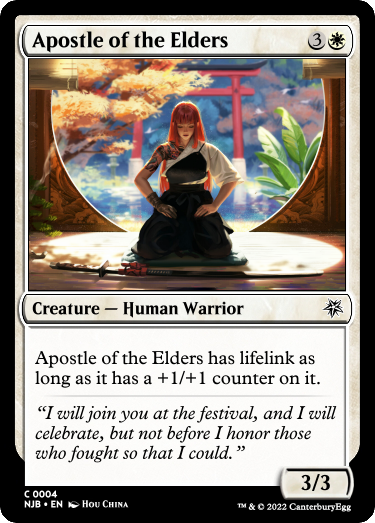 Apostle of the Elders 3
Creature — Human Warrior
Apostle of the Elders has lifelink as
long as it has a +1/+1 counter on it.
“I will join you at the festival, and I will
celebrate, but not before I honor those
who fought so that I could.”
3/3
C 0004
NJB • EN Hou China
™ & © 2022 CanterburyEgg